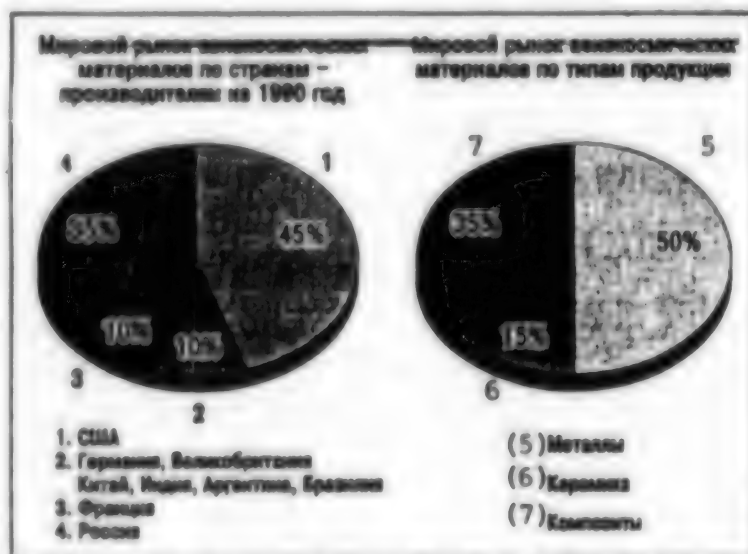 Мировой рынок авиакосмических
материалов по странам –
производителям на 1990 год
4
1
35%
45%
10%
10%
3
2
1. США
2. Германия, Великобритания
Китай, Индия, Аргентина, Бразилия
3. Франция
4. Россия
Мировой рынок авиакосмических
материалов по типам продукции
7
5
35%
50%
15%
6
(5) Металлы
(6) Керамика
(7) Композиты